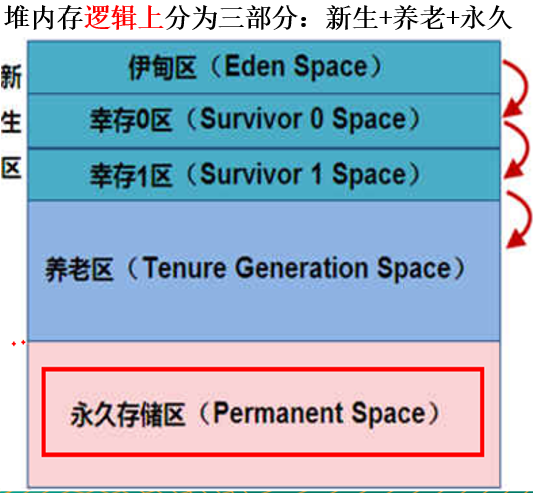 堆内存逻辑上分为三部分：新生+养老+永久
新生区
伊甸区（Eden Space）
幸存0区（Survivor 0 Space）
幸存1区（Survivor 1 Space）
养老区（Tenure Generation Space）
永久存储区（Permanent Space）